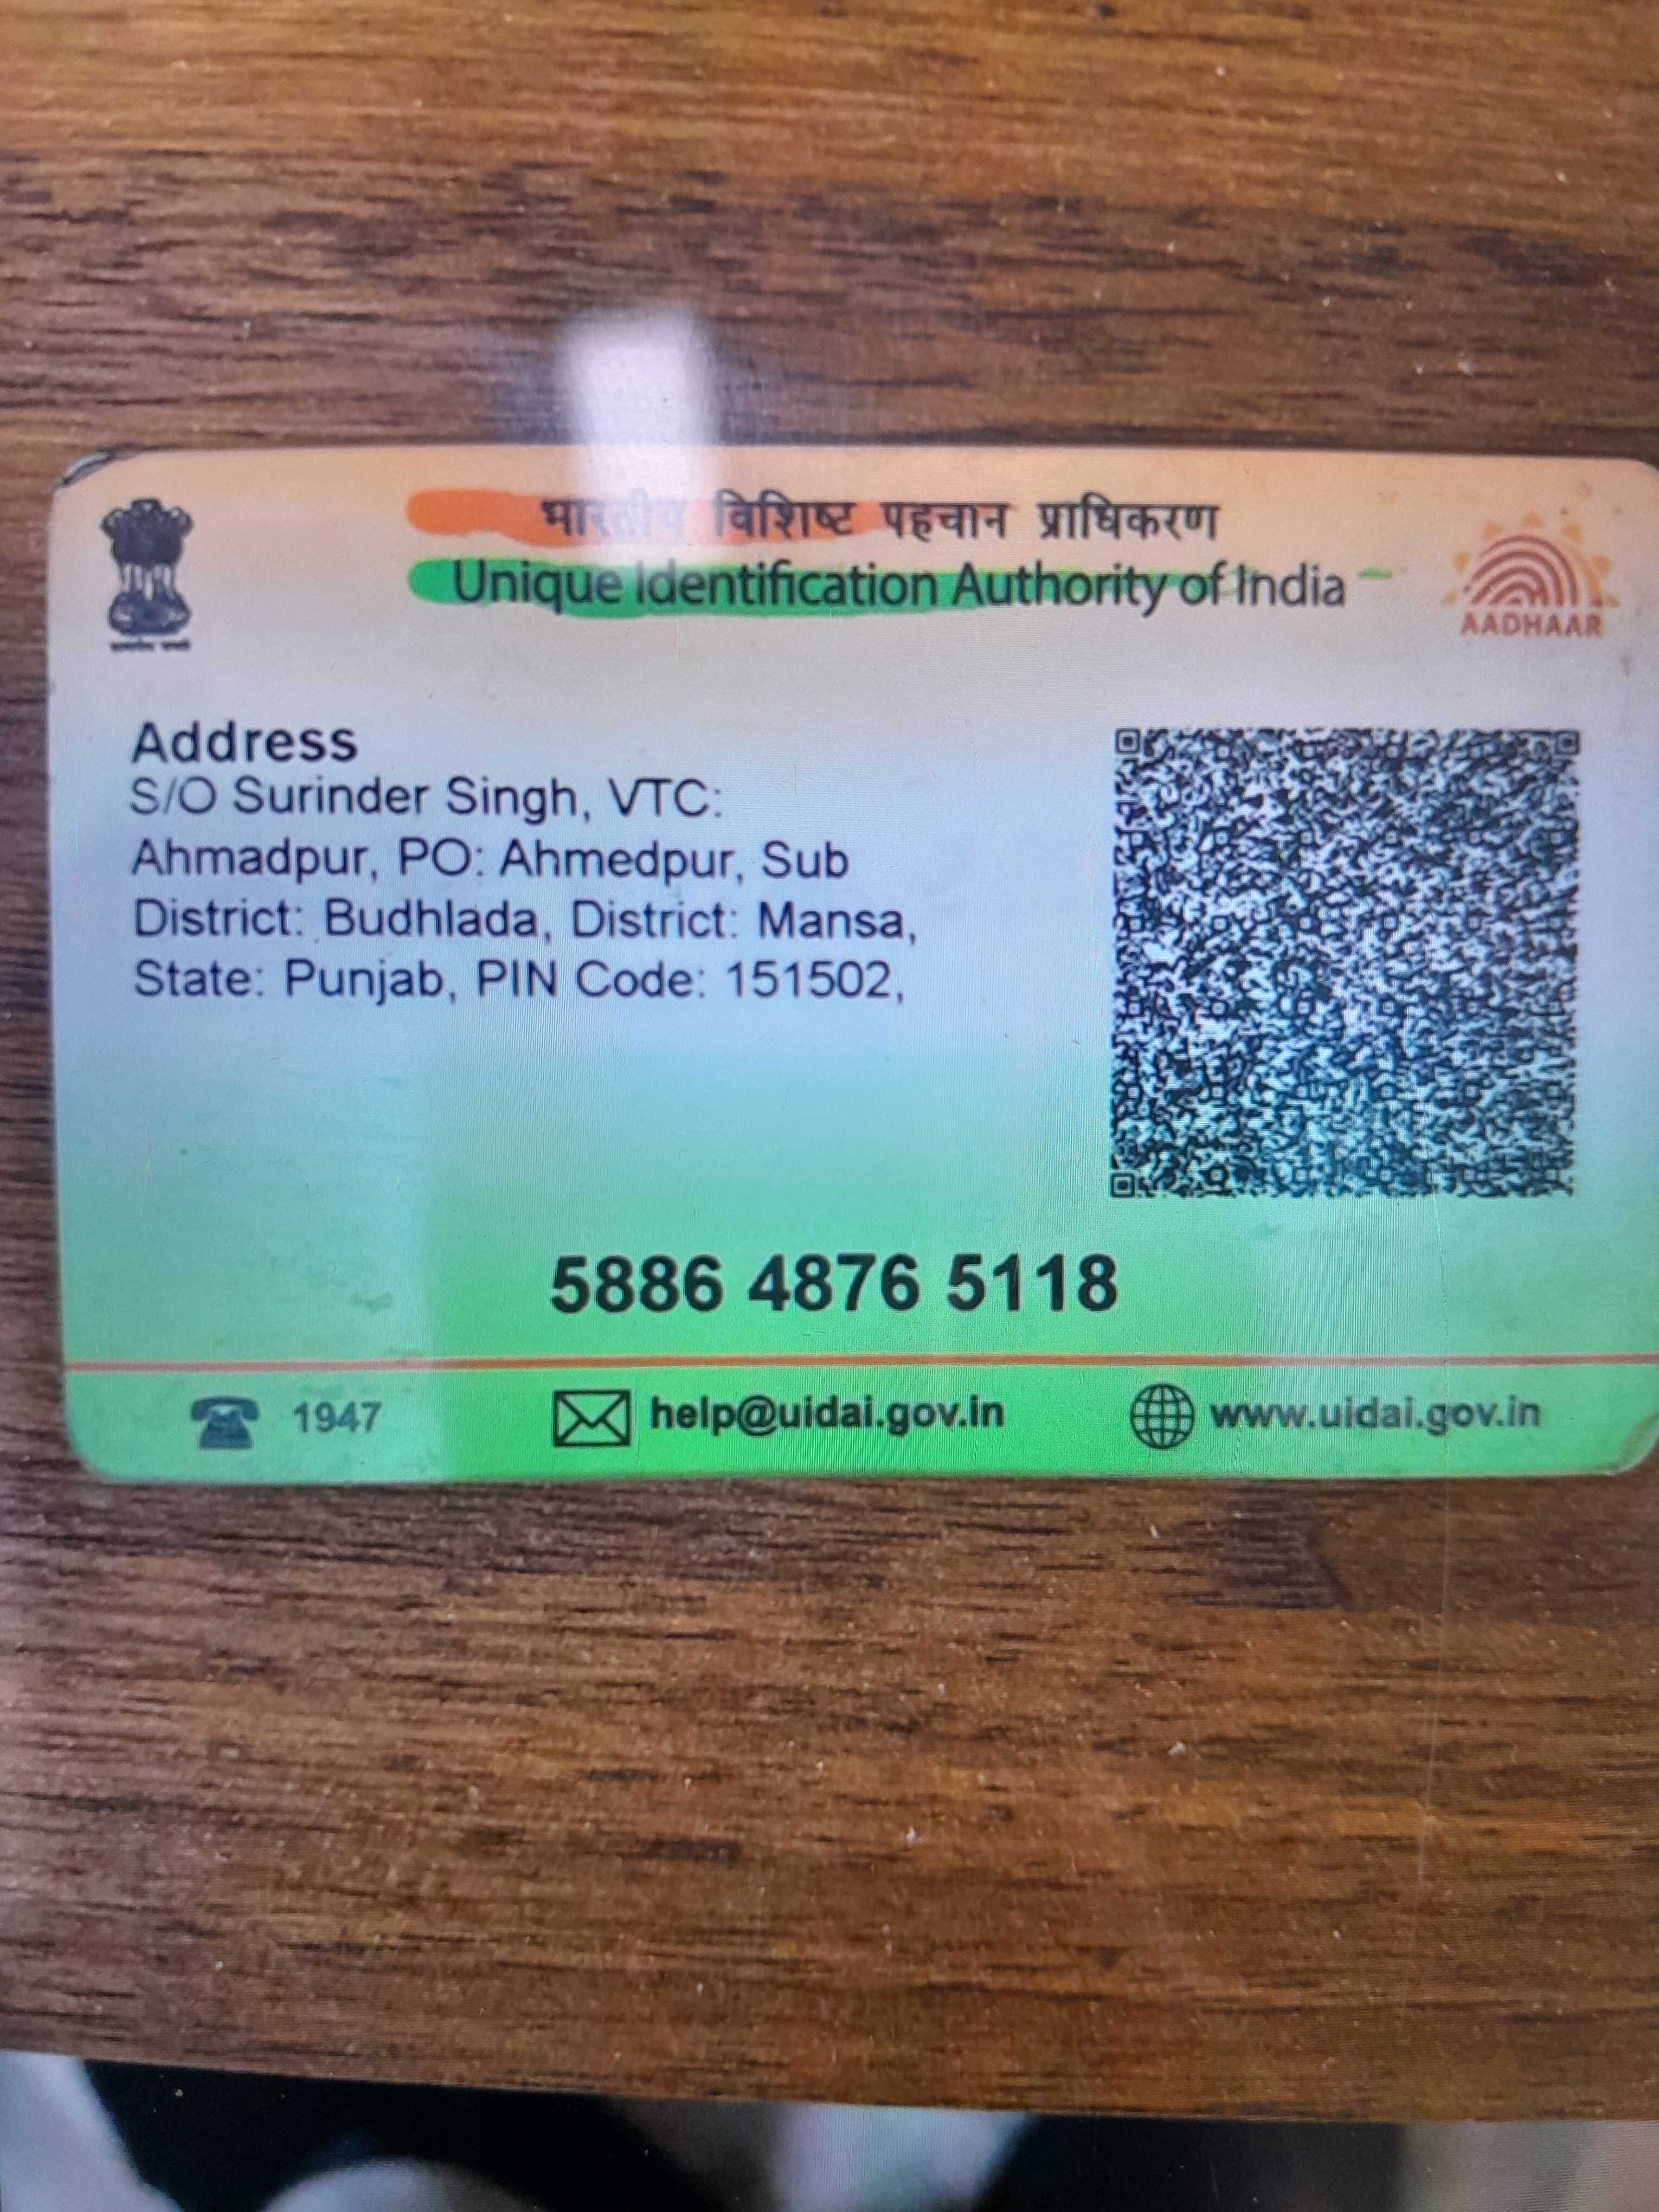 भारतीय विशिष्ट पहचान प्राधिकरण
Unique Identification Authority of India
AADHAAR
Address
S/O Surinder Singh, VTC:
Ahmadpur, PO: Ahmedpur, Sub
District: Budhlada, District: Mansa,
State: Punjab, PIN Code: 151502,
5886 4876 5118
1947
help@uidai.gov.in
www.uidai.gov.in